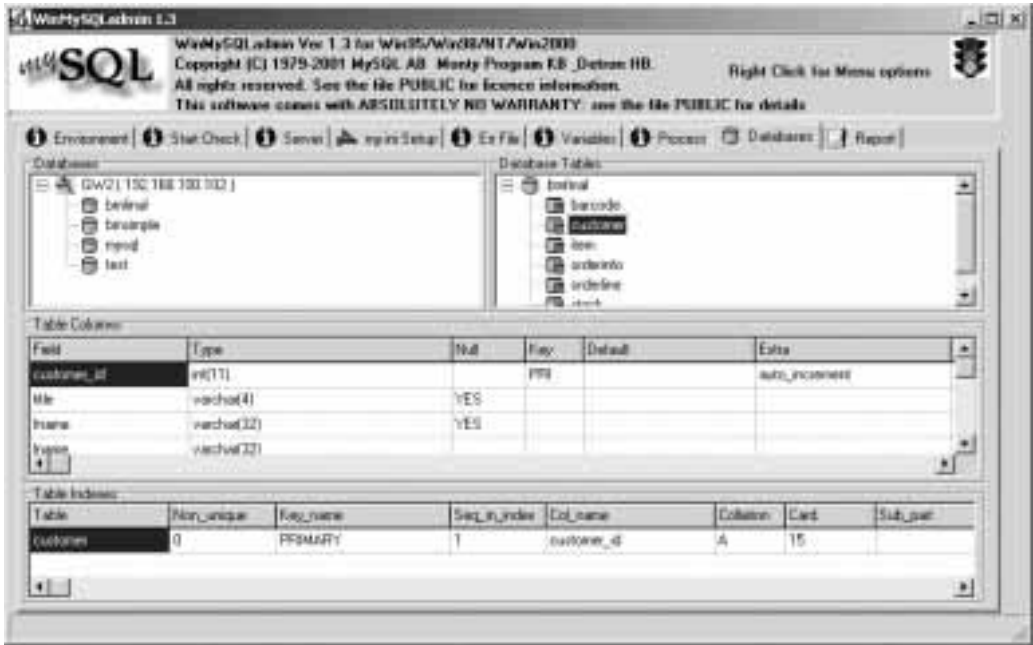 WinMySQLadmin 1.3
mySQL
WinMySQLadmin Ver 1.3 for Win95/Win98/NT/Win2000
Copyright (C) 1979-2001 MySQL AB Monty Program KB Detron HB.
All rights reserved. See the file PUBLIC for licence information.
This software comes with ABSOLUTELY NO WARRANTY: see the file PUBLIC for details
Right Click for Menu options
Environment Start Check Server my.ini Setup Err File Variables Process Databases Report
Databases
Database Tables
mysql
test
barcode
customer
item
orderinfo
orderline
stock
Table Columns
Field Type Null Key Default Extra
customer_id int(11) PRI auto_increment
title varchar(4) YES
fname varchar(32) YES
lname varchar(32)
Table Indexes
Table Non_unique Key_name Seq_in_index Col_name Collation Card. Sub_part
customer 0 PRIMARY 1 customer_id A 15